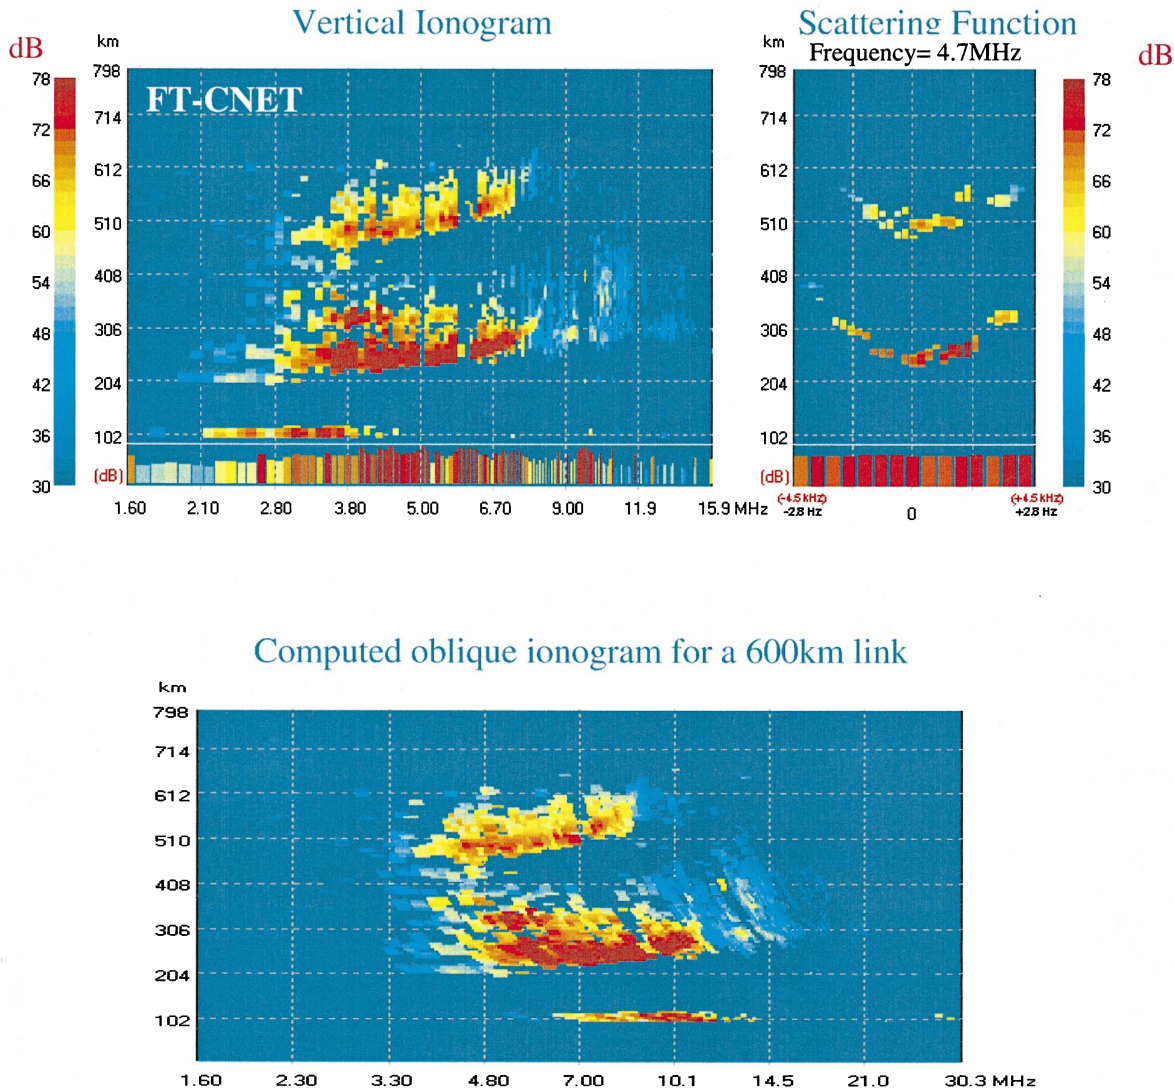 Vertical Ionogram
Scattering Function
dB
km
km
Frequency= 4.7MHz
dB
78
72
66
60
54
48
42
36
30
798
714
612
510
408
306
204
102
(dB)
FT-CNET
1.60 2.10 2.80 3.80 5.00 6.70 9.00 11.9 15.9 MHz
798
714
612
510
408
306
204
102
(dB)
(-4.5 kHz)
-2.8 Hz
0
(+4.5 kHz)
+2.8 Hz
78
72
66
60
54
48
42
36
30
Computed oblique ionogram for a 600km link
km
798
714
612
510
408
306
204
102
1.60 2.30 3.30 4.80 7.00 10.1 14.5 21.0 30.3 MHz